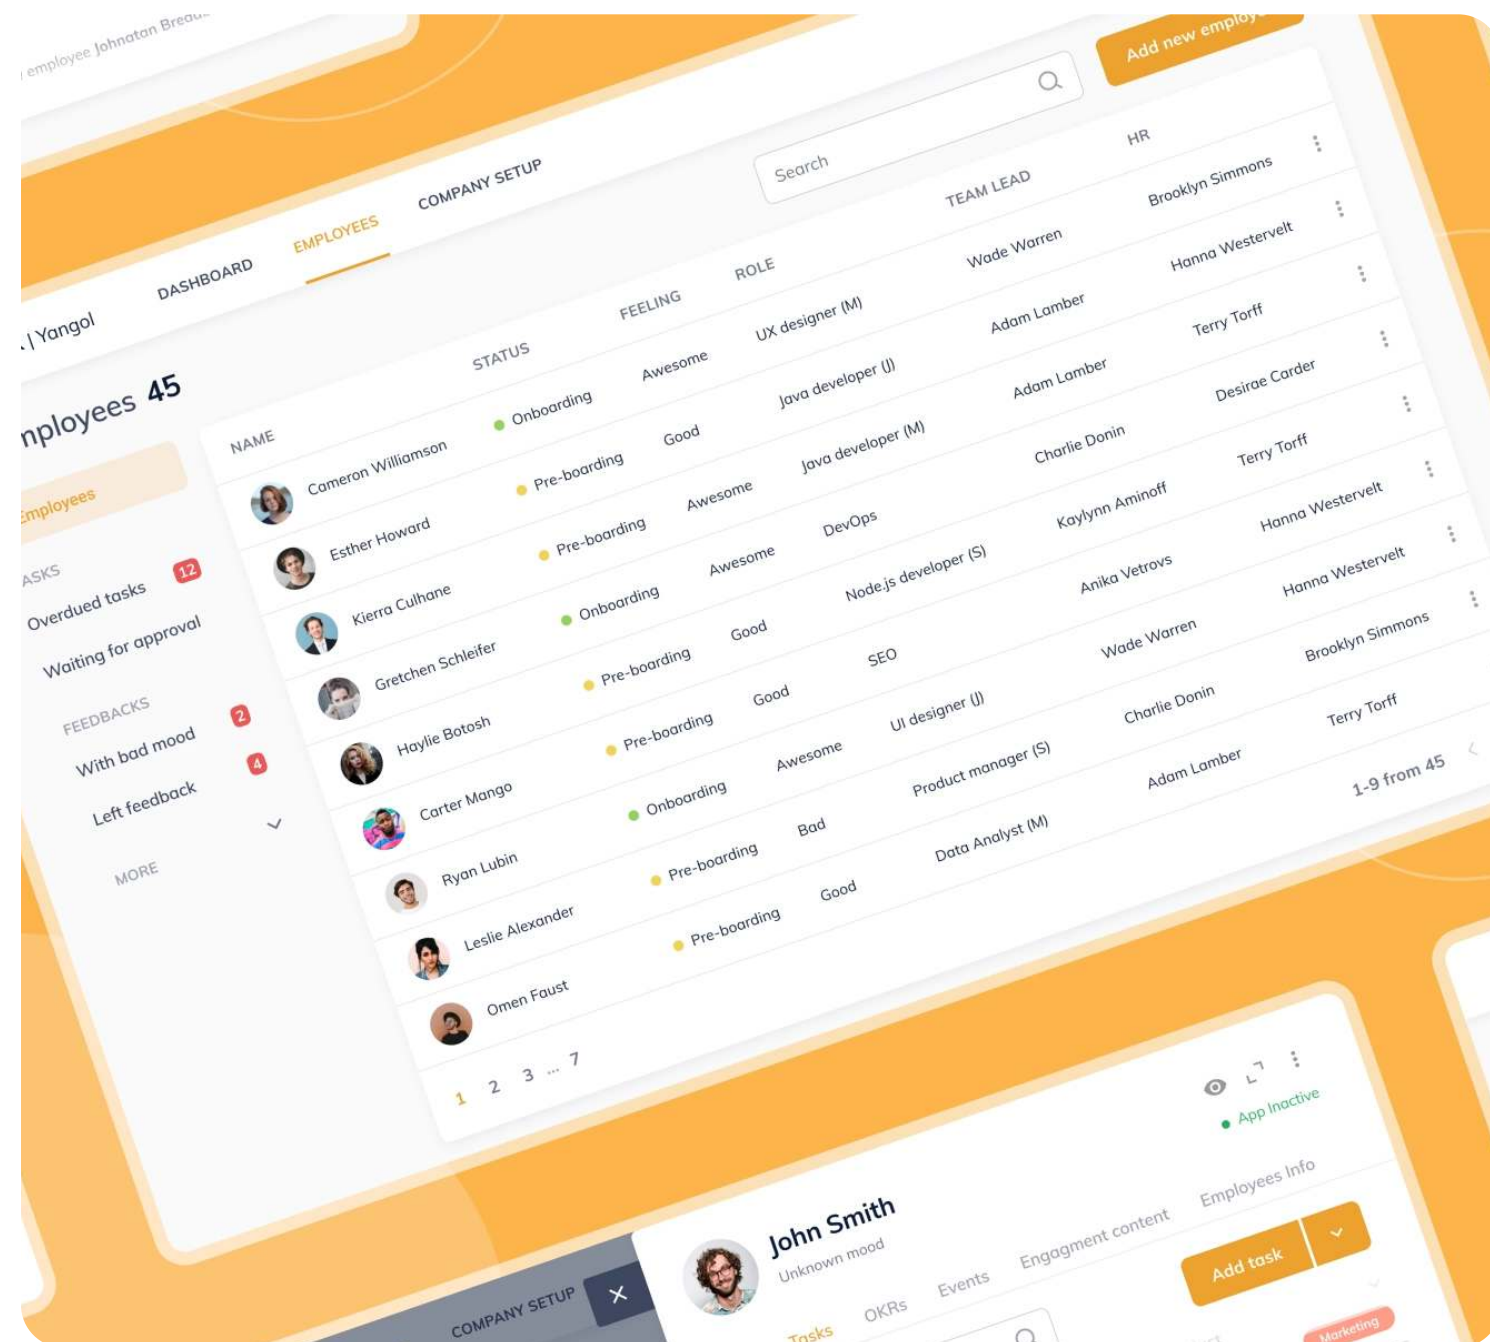 employee Johnatan
| Yangol
DASHBOARD
EMPLOYEES
COMPANY SETUP
45
Search
Add new
NAME
STATUS
FEELING
ROLE
TEAM LEAD
HR
Cameron Williamson Onboarding Awesome UX designer (M) Wade Warren Brooklyn Simmons
Esther Howard Pre-boarding Good Java developer (J) Adam Lamber Hanna Westervelt
Kierra Culhane Pre-boarding Awesome Java developer (M) Adam Lamber Terry Torff
Gretchen Schleifer Onboarding Awesome DevOps Charlie Donin Desirae Carder
Haylie Botosh Pre-boarding Good Node.js developer (S) Kaylynn Aminoff Terry Torff
Carter Mango Pre-boarding Good SEO Anika Vetrovs Hanna Westervelt
Ryan Lubin Onboarding Awesome UI designer (J) Wade Warren Hanna Westervelt
Leslie Alexander Pre-boarding Bad Product manager (S) Charlie Donin Brooklyn Simmons
Omen Faust Pre-boarding Good Data Analyst (M) Adam Lamber Terry Torff
1 2 3 ... 7
1-9 from 45
Employees
Overdued tasks 12
Waiting for approval
FEEDBACKS
With bad mood 2
Left feedback 4
MORE
COMPANY SETUP
John Smith
Unknown mood
App Inactive
Tasks
OKRs
Events
Engagment content
Employees Info
Add task
Marketing